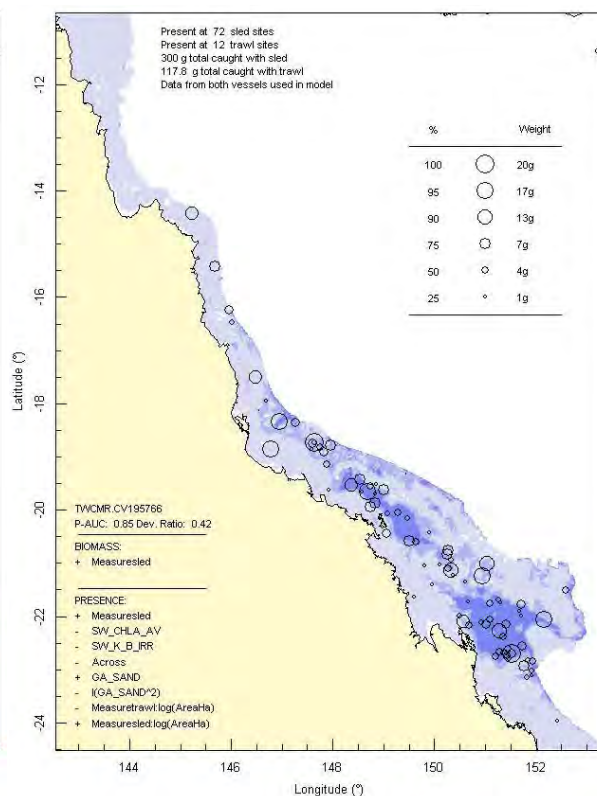 Present at 72 sled sites
Present at 12 trawl sites
300 g total caught with sled
117.8 g total caught with trawl
Data from both vessels used in model
% Weight
100 20g
95 17g
90 13g
75 7g
50 4g
25 1g
-12
-14
-16
-18
-20
-22
-24
Latitude (°)
TWCMR.CV195766
P-AUC: 0.85 Dev. Ratio: 0.42
BIOMASS:
+ Measuresled
PRESENCE:
+ Measuresled
- SW_CHLA_AV
- SW_K_B_IRR
- Across
+ GA_SAND
- I(GA_SAND^2)
- Measuretrawl:log(AreaHa)
+ Measuresled:log(AreaHa)
144 146 148 150 152
Longitude (°)